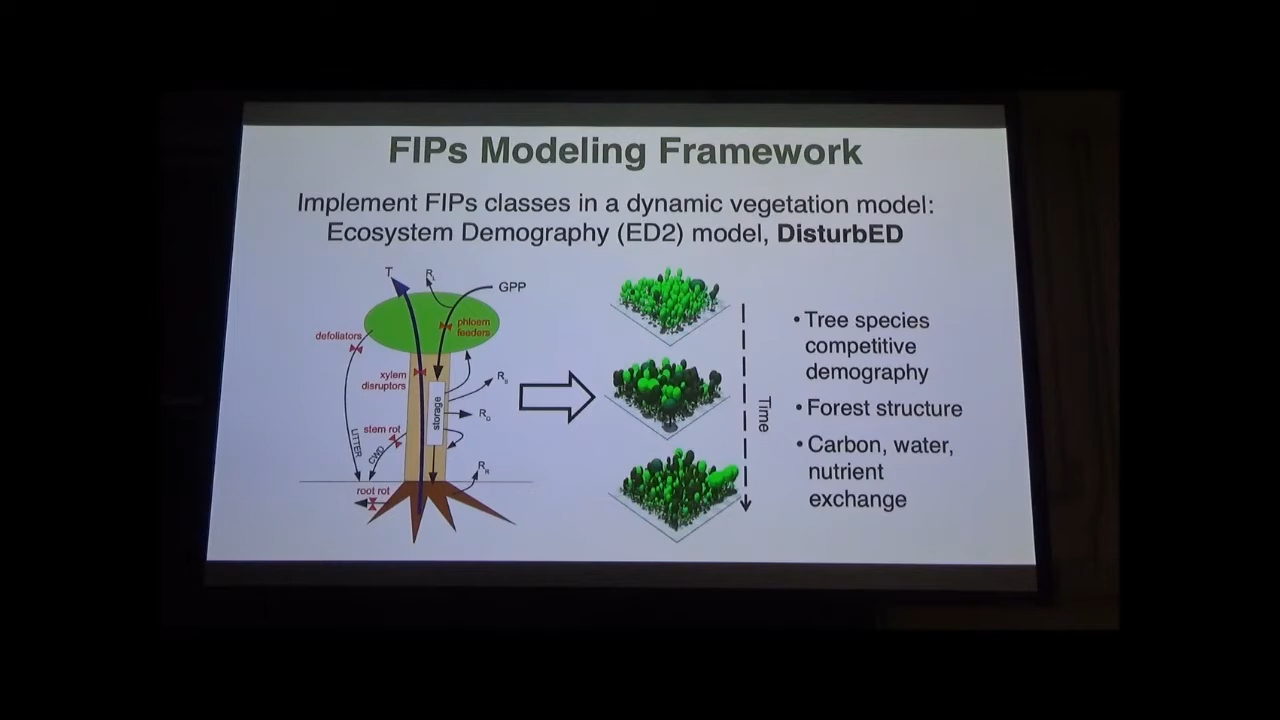 FIPs Modeling Framework
Implement FIPs classes in a dynamic vegetation model:
Ecosystem Demography (ED2) model, DisturbED
T
GPP
defoliators
phloem
feeders
xylem
disruptors
storage
stem rot
LITTER
CWD
root rot
Time
• Tree species
competitive
demography
• Forest structure
• Carbon, water,
nutrient
exchange